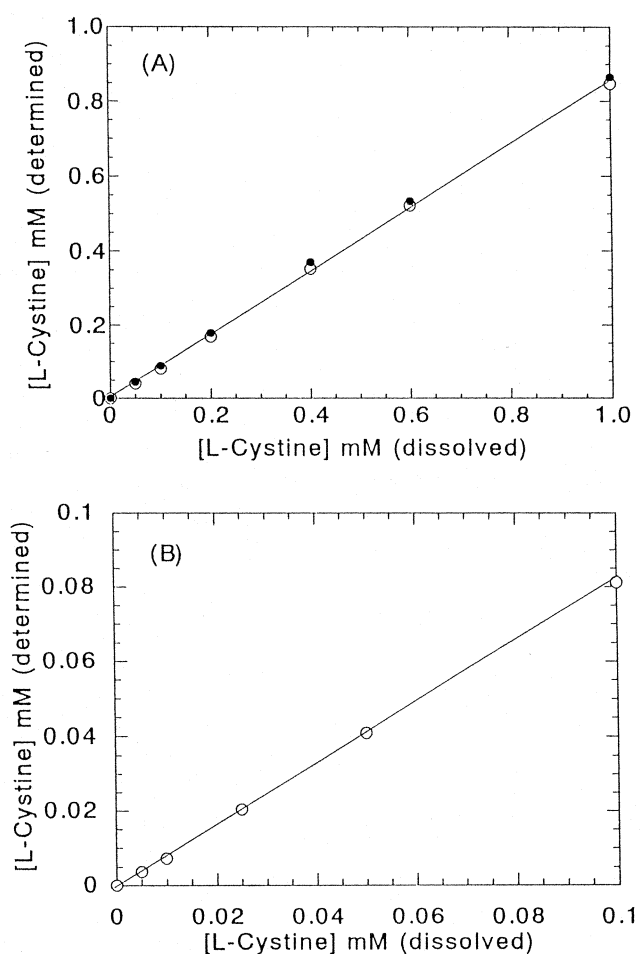 (A)
[L-Cystine] mM (determined)
1.0
0.8
0.6
0.4
0.2
0
0 0.2 0.4 0.6 0.8 1.0
[L-Cystine] mM (dissolved)
(B)
[L-Cystine] mM (determined)
0.1
0.08
0.06
0.04
0.02
0
0 0.02 0.04 0.06 0.08 0.1
[L-Cystine] mM (dissolved)